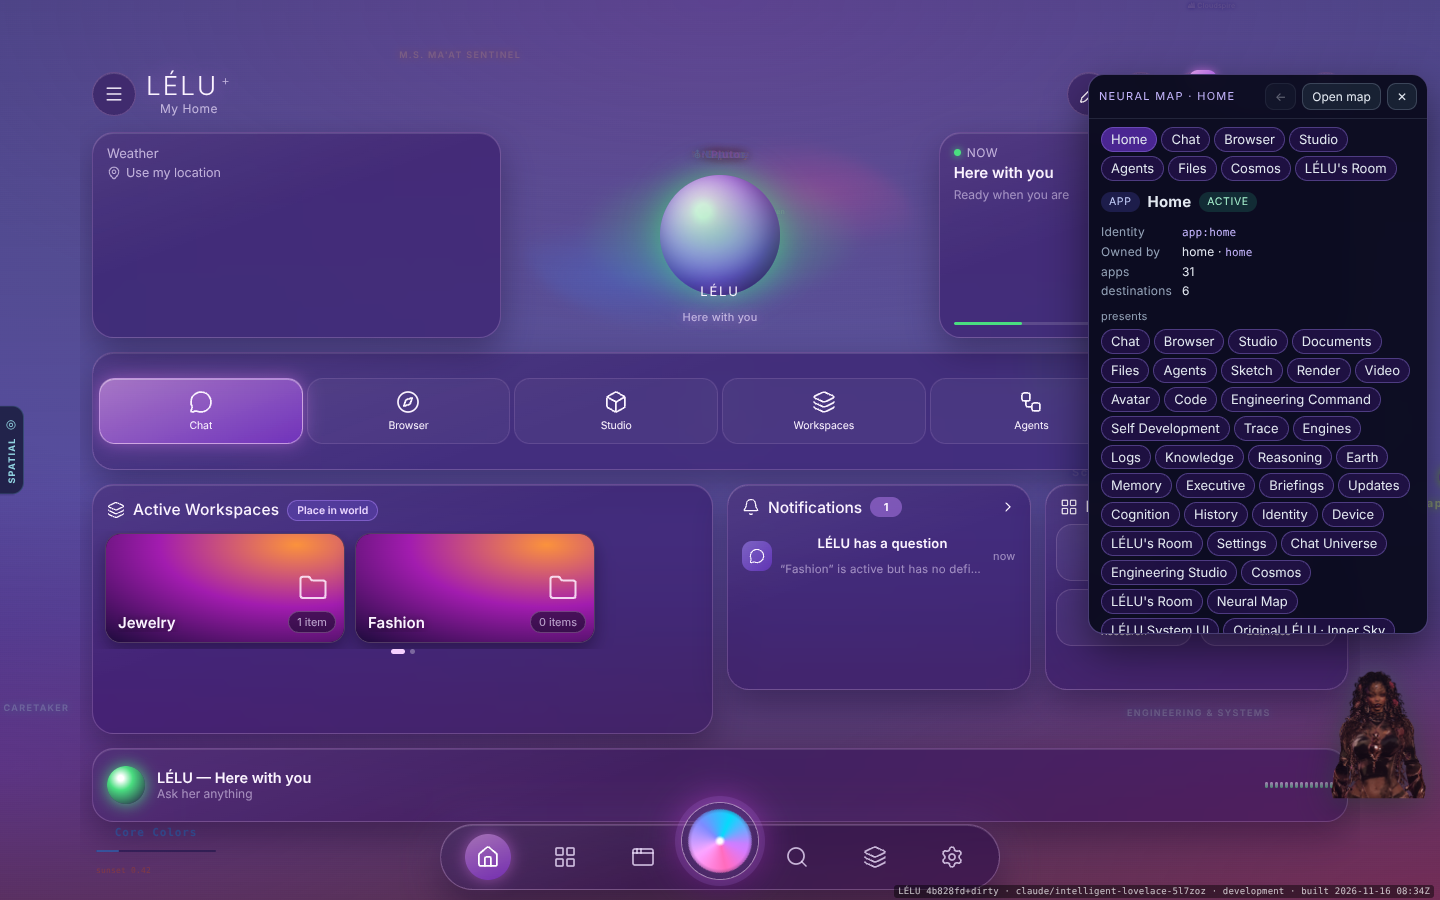 M.S. MA'AT SENTINEL
LÉLU +
My Home
Weather
Use my location
LÉLU
Here with you
NOW
Here with you
Ready when you are
NEURAL MAP · HOME
←
Open map
✕
Home Chat Browser Studio
Agents Files Cosmos LÉLU's Room
APP Home ACTIVE
Identity app:home
Owned by home · home
apps 31
destinations 6
presents
Chat Browser Studio Documents
Files Agents Sketch Render Video
Avatar Code Engineering Command
Self Development Trace Engines
Logs Knowledge Reasoning Earth
Memory Executive Briefings Updates
Cognition History Identity Device
LÉLU's Room Settings Chat Universe
Engineering Studio Cosmos
LÉLU's Room Neural Map
LÉLU System UI Original LÉLU · Inner Sky
SPATIAL
Chat
Browser
Studio
Workspaces
Agents
Active Workspaces Place in world
Jewelry 1 item
Fashion 0 items
Notifications 1
LÉLU has a question
now
“Fashion” is active but has no defi...
CARETAKER
ENGINEERING & SYSTEMS
LÉLU — Here with you
Ask her anything
Core Colors
LÉLU 4b828fd+dirty · claude/intelligent-lovelace-5l7zoz · development · built 2026-11-16 08:34Z